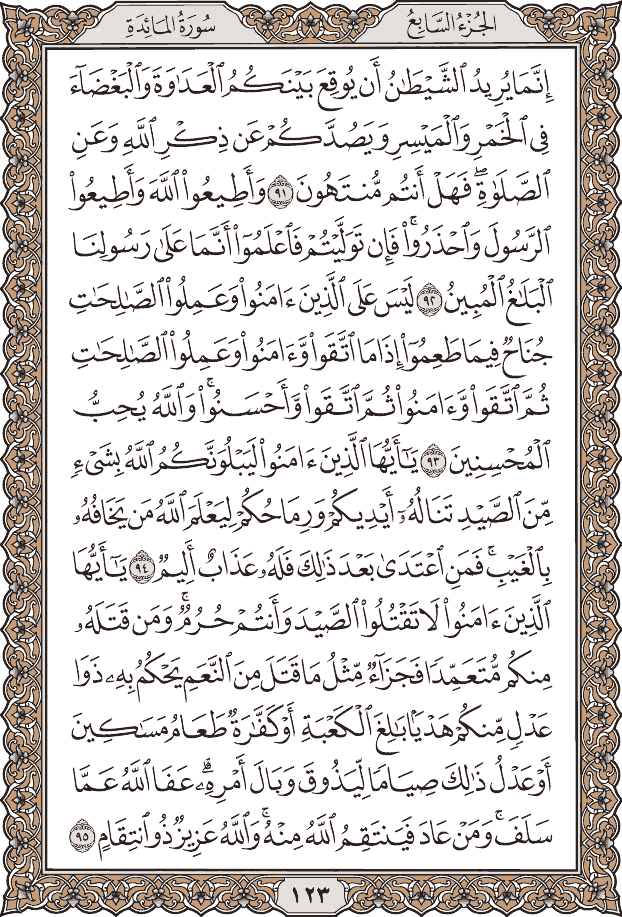 الجُزْءُ السَّابِعُ
سُورَةُ المَائِدَةِ
إِنَّمَا يُرِيدُ ٱلشَّيْطَٰنُ أَن يُوقِعَ بَيْنَكُمُ ٱلْعَدَٰوَةَ وَٱلْبَغْضَآءَ
فِى ٱلْخَمْرِ وَٱلْمَيْسِرِ وَيَصُدَّكُمْ عَن ذِكْرِ ٱللَّهِ وَعَنِ
ٱلصَّلَوٰةِ ۖ فَهَلْ أَنتُم مُّنتَهُونَ ٩١ وَأَطِيعُوا۟ ٱللَّهَ وَأَطِيعُوا۟
ٱلرَّسُولَ وَٱحْذَرُوا۟ ۚ فَإِن تَوَلَّيْتُمْ فَٱعْلَمُوٓا۟ أَنَّمَا عَلَىٰ رَسُولِنَا
ٱلْبَلَٰغُ ٱلْمُبِينُ ٩٢ لَيْسَ عَلَى ٱلَّذِينَ ءَامَنُوا۟ وَعَمِلُوا۟ ٱلصَّٰلِحَٰتِ
جُنَاحٌ فِيمَا طَعِمُوٓا۟ إِذَا مَا ٱتَّقَوا۟ وَّءَامَنُوا۟ وَعَمِلُوا۟ ٱلصَّٰلِحَٰتِ
ثُمَّ ٱتَّقَوا۟ وَّءَامَنُوا۟ ثُمَّ ٱتَّقَوا۟ وَّأَحْسَنُوا۟ ۗ وَٱللَّهُ يُحِبُّ
ٱلْمُحْسِنِينَ ٩٣ يَٰٓأَيُّهَا ٱلَّذِينَ ءَامَنُوا۟ لَيَبْلُوَنَّكُمُ ٱللَّهُ بِشَىْءٍ
مِّنَ ٱلصَّيْدِ تَنَالُهُۥٓ أَيْدِيكُمْ وَرِمَاحُكُمْ لِيَعْلَمَ ٱللَّهُ مَن يَخَافُهُۥ
بِٱلْغَيْبِ ۚ فَمَنِ ٱعْتَدَىٰ بَعْدَ ذَٰلِكَ فَلَهُۥ عَذَابٌ أَلِيمٌ ٩٤ يَٰٓأَيُّهَا
ٱلَّذِينَ ءَامَنُوا۟ لَا تَقْتُلُوا۟ ٱلصَّيْدَ وَأَنتُمْ حُرُمٌ ۚ وَمَن قَتَلَهُۥ
مِنكُم مُّتَعَمِّدًا فَجَزَآءٌ مِّثْلُ مَا قَتَلَ مِنَ ٱلنَّعَمِ يَحْكُمُ بِهِۦ ذَوَا
عَدْلٍ مِّنكُمْ هَدْيًۢا بَٰلِغَ ٱلْكَعْبَةِ أَوْ كَفَّٰرَةٌ طَعَامُ مَسَٰكِينَ
أَوْ عَدْلُ ذَٰلِكَ صِيَامًا لِّيَذُوقَ وَبَالَ أَمْرِهِۦ ۗ عَفَا ٱللَّهُ عَمَّا
سَلَفَ ۚ وَمَنْ عَادَ فَيَنتَقِمُ ٱللَّهُ مِنْهُ ۗ وَٱللَّهُ عَزِيزٌ ذُو ٱنتِقَامٍ ٩٥
١٢٣